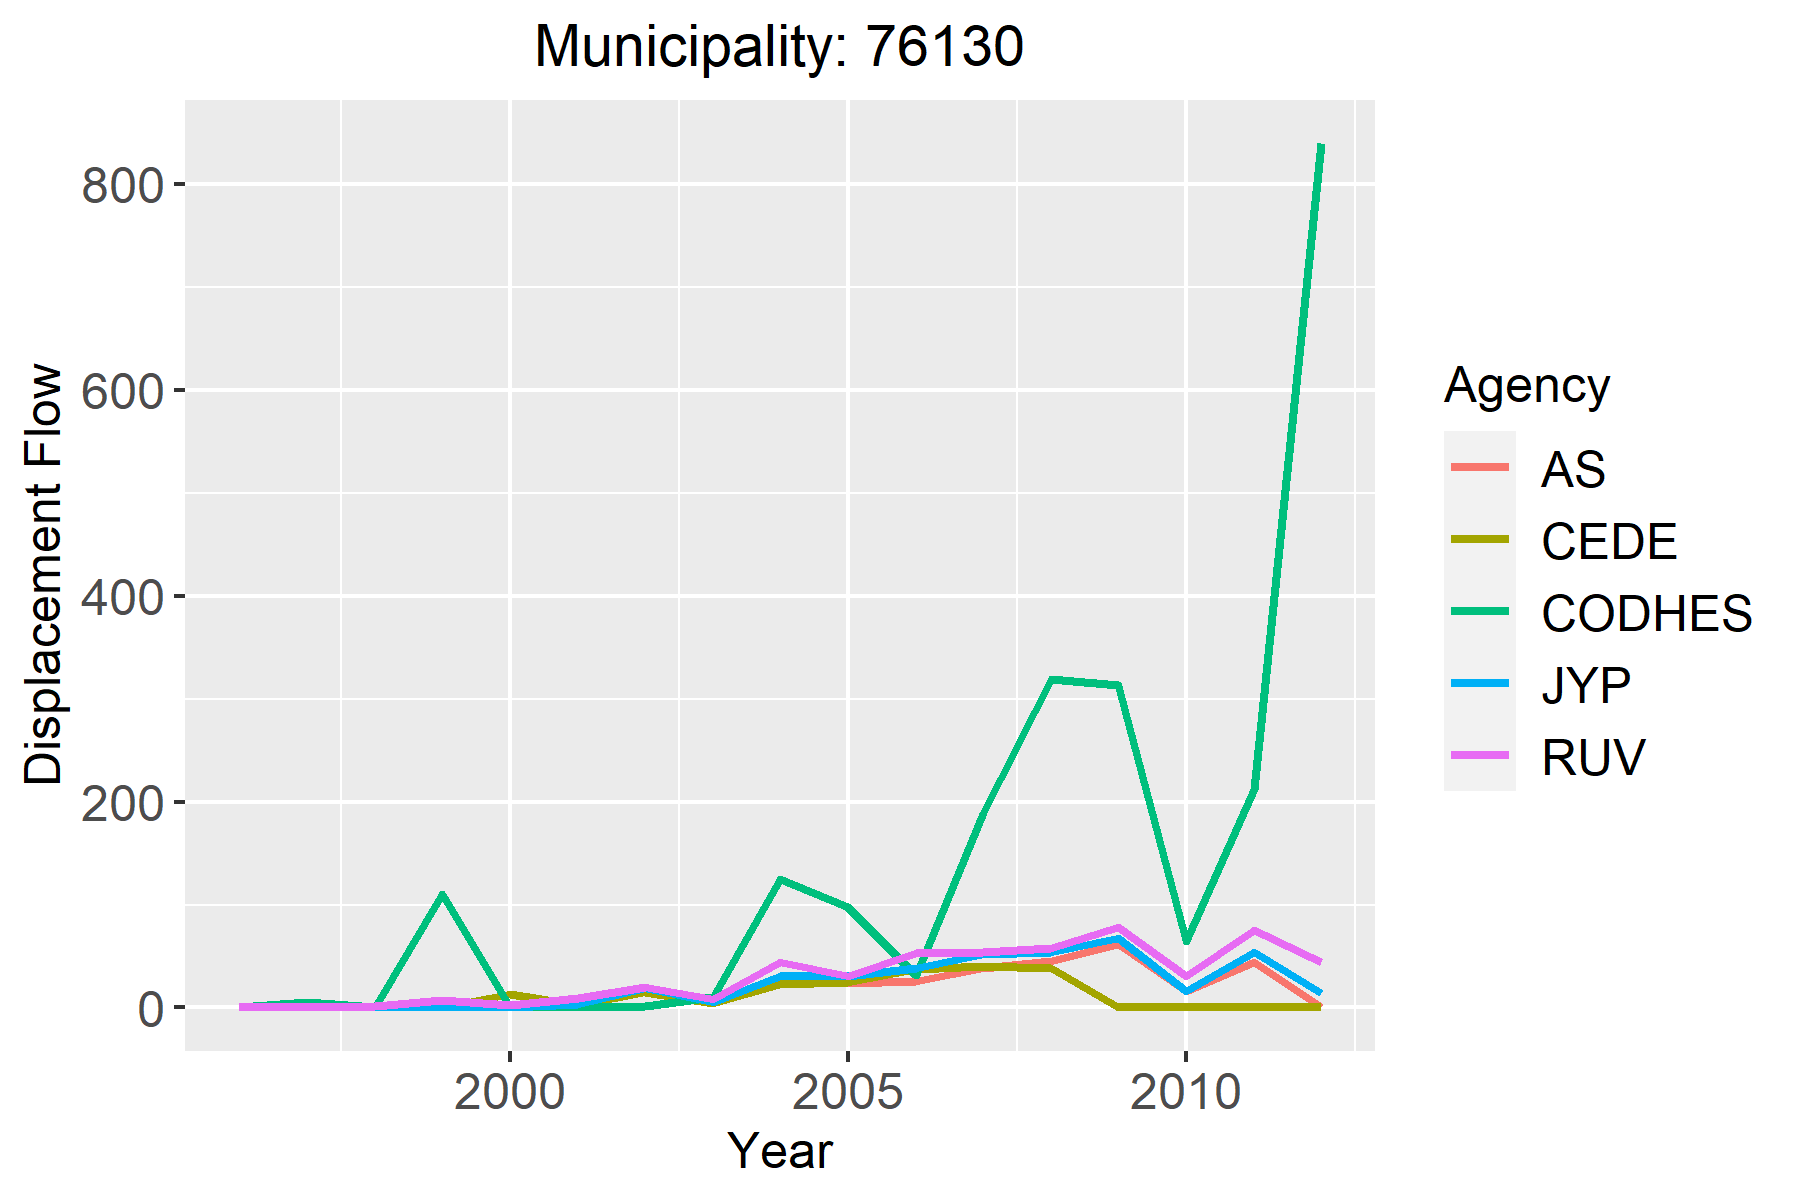 Municipality: 76130
Displacement Flow
800
600
400
200
0
2000 2005 2010
Year
Agency
AS
CEDE
CODHES
JYP
RUV